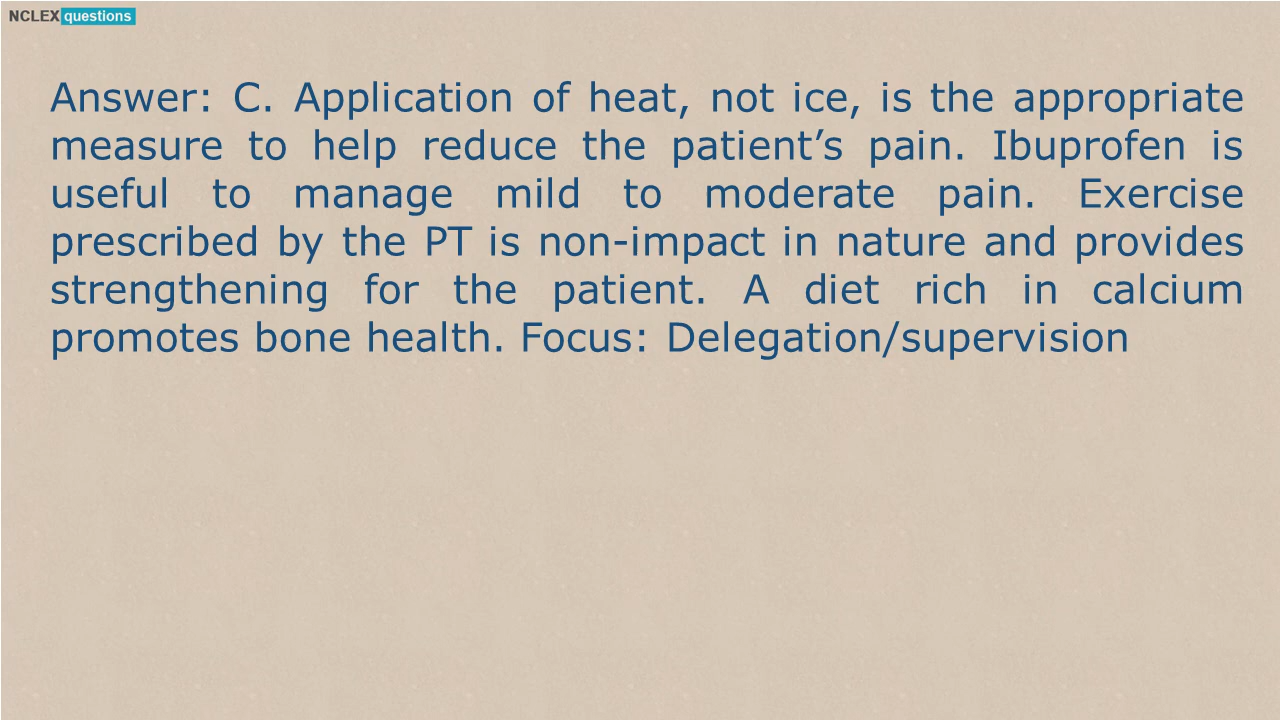 NCLEX questions
Answer: C. Application of heat, not ice, is the appropriate
measure to help reduce the patient’s pain. Ibuprofen is
useful to manage mild to moderate pain. Exercise
prescribed by the PT is non-impact in nature and provides
strengthening for the patient. A diet rich in calcium
promotes bone health. Focus: Delegation/supervision